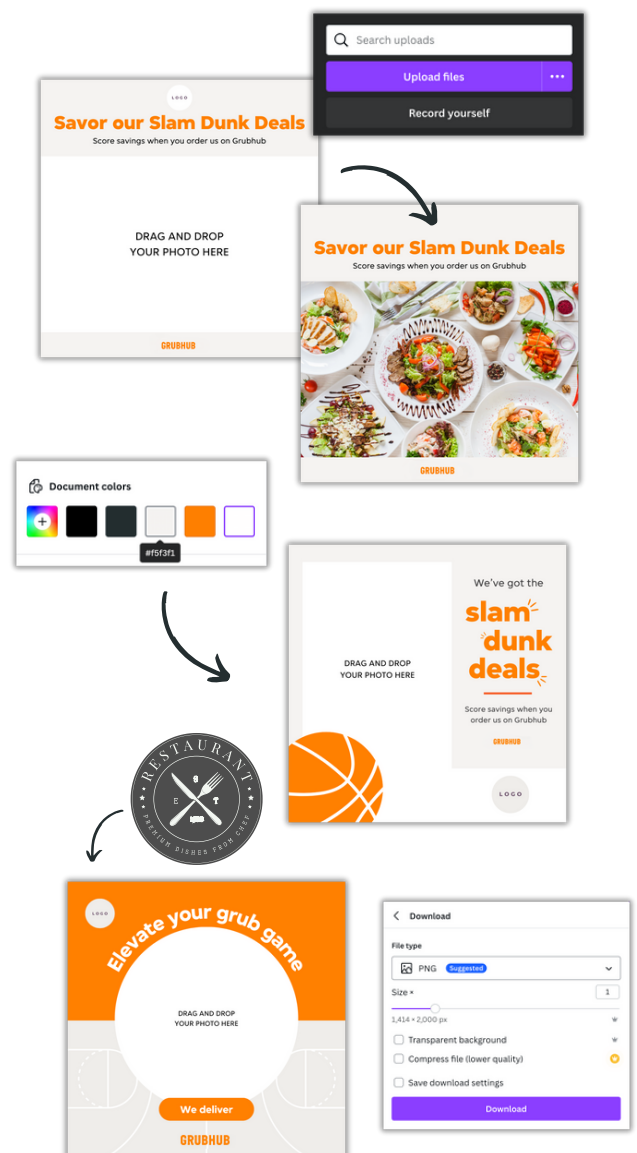 Search uploads
Upload files
Record yourself
LOGO
Savor our Slam Dunk Deals
Score savings when you order us on Grubhub
DRAG AND DROP
YOUR PHOTO HERE
GRUBHUB
Savor our Slam Dunk Deals
Score savings when you order us on Grubhub
GRUBHUB
Document colors
#f5f3f1
We've got the
slam
dunk
deals
Score savings when you
order us on Grubhub
GRUBHUB
DRAG AND DROP
YOUR PHOTO HERE
LOGO
RESTAURANT
E T
PREMIUM DISHES FROM CHEF
LOGO
Elevate your grub game
DRAG AND DROP
YOUR PHOTO HERE
We deliver
GRUBHUB
Download
File type
PNG Suggested
Size × 1
1,414 × 2,000 px
Transparent background
Compress file (lower quality)
Save download settings
Download